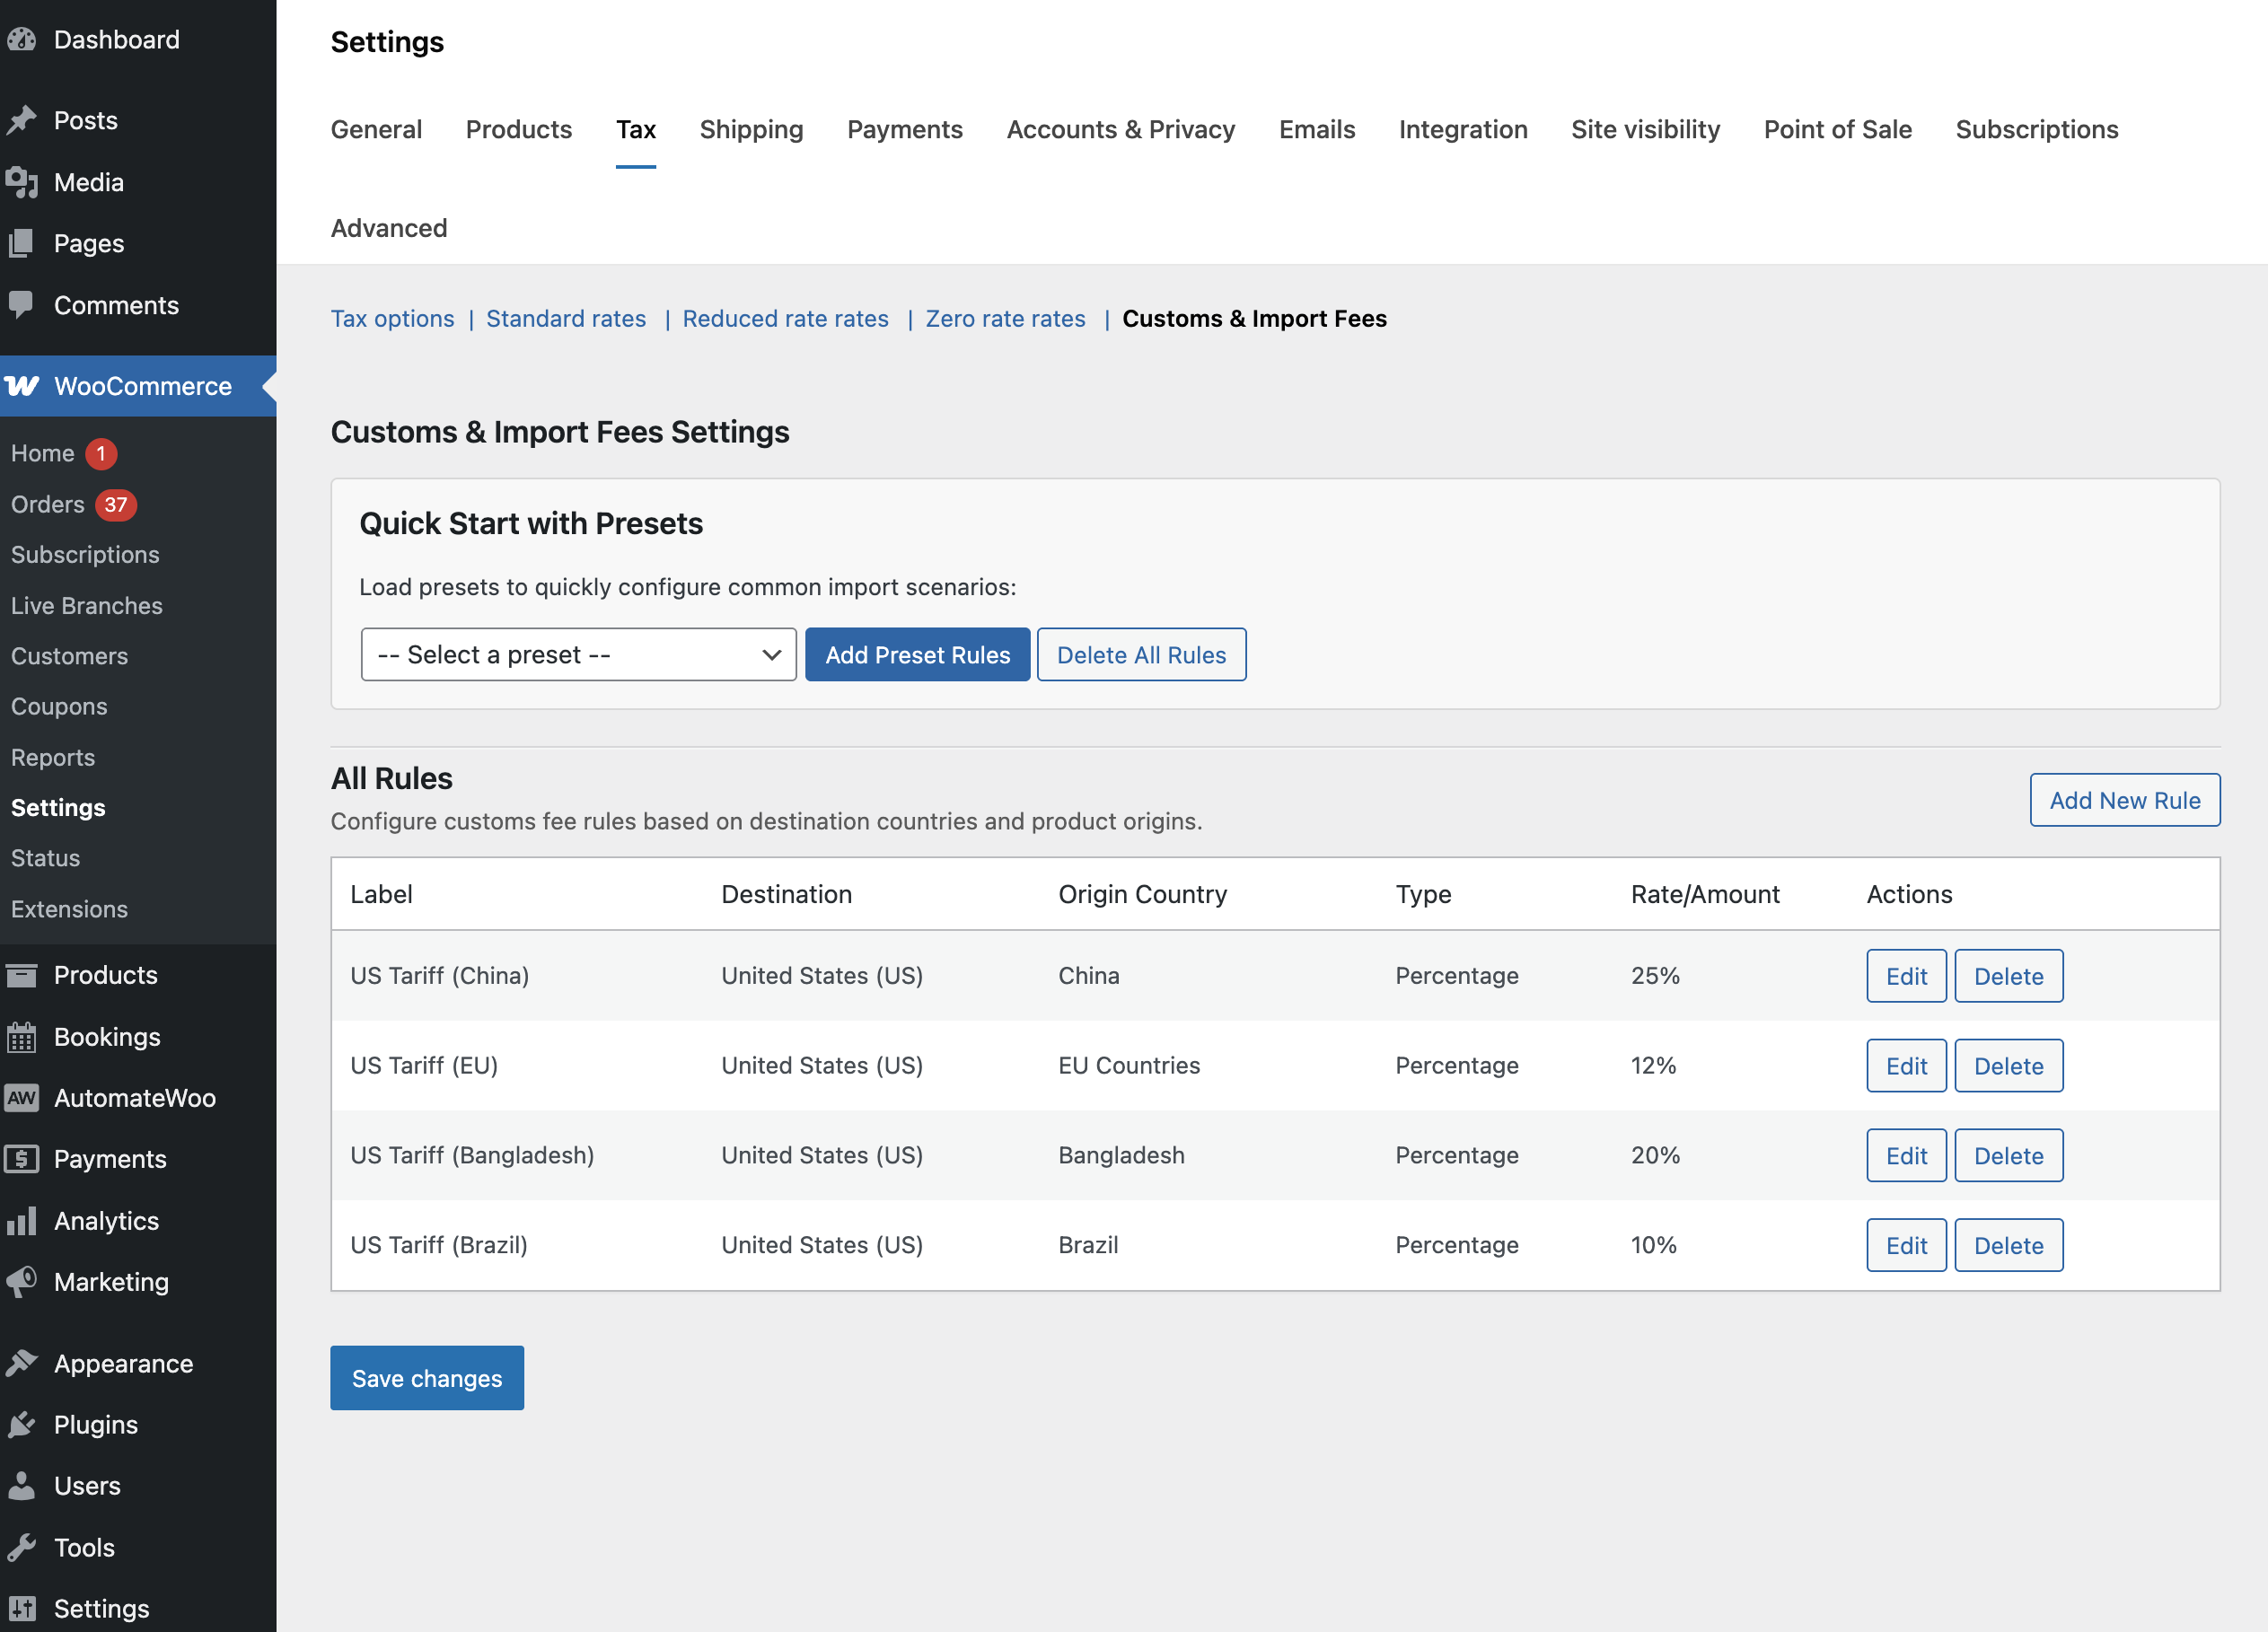 Dashboard
Posts
Media
Pages
Comments
WooCommerce
Home 1
Orders 37
Subscriptions
Live Branches
Customers
Coupons
Reports
Settings
Status
Extensions
Products
Bookings
AW AutomateWoo
Payments
Analytics
Marketing
Appearance
Plugins
Users
Tools
Settings
Settings
General Products Tax Shipping Payments Accounts & Privacy Emails Integration Site visibility Point of Sale Subscriptions
Advanced
Tax options | Standard rates | Reduced rate rates | Zero rate rates | Customs & Import Fees
Customs & Import Fees Settings
Quick Start with Presets
Load presets to quickly configure common import scenarios:
-- Select a preset -- Add Preset Rules Delete All Rules
All Rules
Configure customs fee rules based on destination countries and product origins.
Add New Rule
Label Destination Origin Country Type Rate/Amount Actions
US Tariff (China) United States (US) China Percentage 25% Edit Delete
US Tariff (EU) United States (US) EU Countries Percentage 12% Edit Delete
US Tariff (Bangladesh) United States (US) Bangladesh Percentage 20% Edit Delete
US Tariff (Brazil) United States (US) Brazil Percentage 10% Edit Delete
Save changes